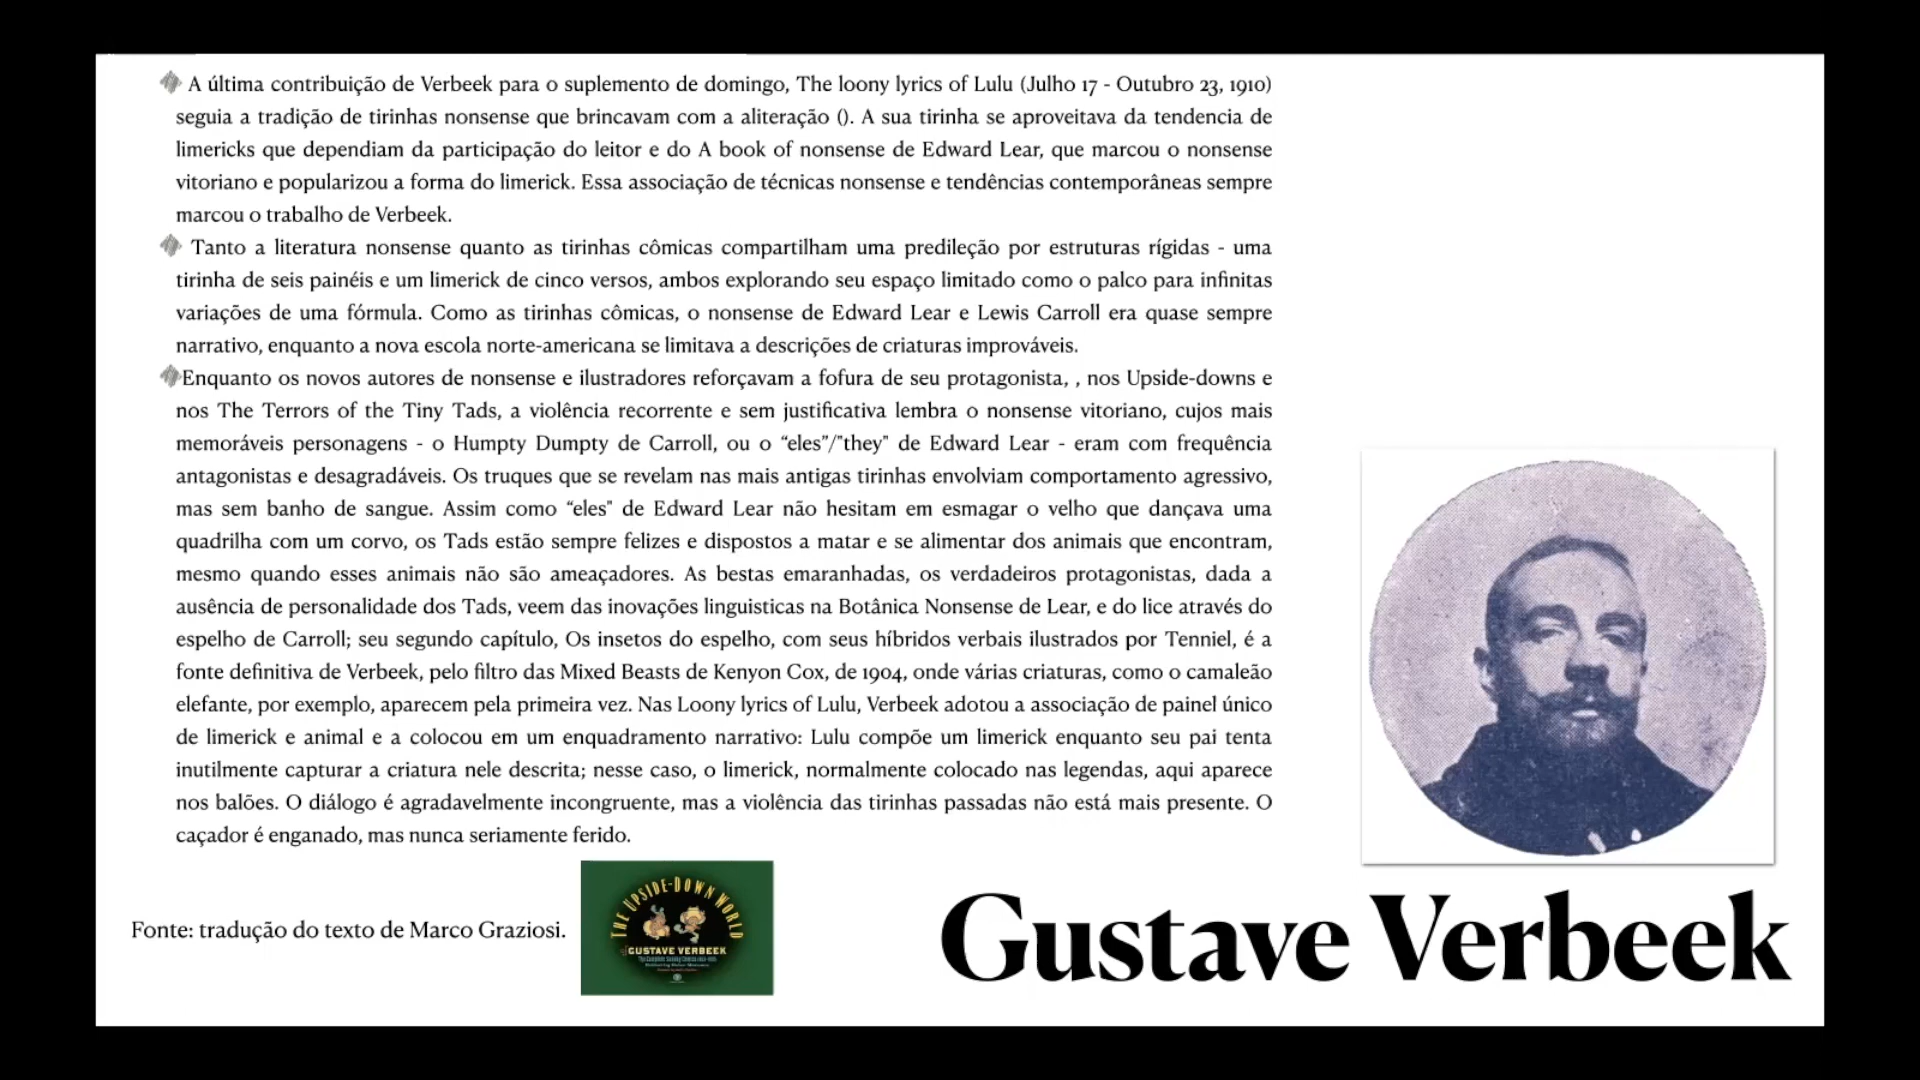 A última contribuição de Verbeek para o suplemento de domingo, The loony lyrics of Lulu (Julho 17 - Outubro 23, 1910)
seguia a tradição de tirinhas nonsense que brincavam com a aliteração (). A sua tirinha se aproveitava da tendencia de
limericks que dependiam da participação do leitor e do A book of nonsense de Edward Lear, que marcou o nonsense
vitoriano e popularizou a forma do limerick. Essa associação de técnicas nonsense e tendências contemporâneas sempre
marcou o trabalho de Verbeek.
Tanto a literatura nonsense quanto as tirinhas cômicas compartilham uma predileção por estruturas rígidas - uma
tirinha de seis painéis e um limerick de cinco versos, ambos explorando seu espaço limitado como o palco para infinitas
variações de uma fórmula. Como as tirinhas cômicas, o nonsense de Edward Lear e Lewis Carroll era quase sempre
narrativo, enquanto a nova escola norte-americana se limitava a descrições de criaturas improváveis.
Enquanto os novos autores de nonsense e ilustradores reforçavam a fofura de seu protagonista, , nos Upside-downs e
nos The Terrors of the Tiny Tads, a violência recorrente e sem justificativa lembra o nonsense vitoriano, cujos mais
memoráveis personagens - o Humpty Dumpty de Carroll, ou o “eles”/"they" de Edward Lear - eram com frequência
antagonistas e desagradáveis. Os truques que se revelam nas mais antigas tirinhas envolviam comportamento agressivo,
mas sem banho de sangue. Assim como “eles" de Edward Lear não hesitam em esmagar o velho que dançava uma
quadrilha com um corvo, os Tads estão sempre felizes e dispostos a matar e se alimentar dos animais que encontram,
mesmo quando esses animais não são ameaçadores. As bestas emaranhadas, os verdadeiros protagonistas, dada a
ausência de personalidade dos Tads, veem das inovações linguisticas na Botânica Nonsense de Lear, e do lice através do
espelho de Carroll; seu segundo capítulo, Os insetos do espelho, com seus híbridos verbais ilustrados por Tenniel, é a
fonte definitiva de Verbeek, pelo filtro das Mixed Beasts de Kenyon Cox, de 1904, onde várias criaturas, como o camaleão
elefante, por exemplo, aparecem pela primeira vez. Nas Loony lyrics of Lulu, Verbeek adotou a associação de painel único
de limerick e animal e a colocou em um enquadramento narrativo: Lulu compõe um limerick enquanto seu pai tenta
inutilmente capturar a criatura nele descrita; nesse caso, o limerick, normalmente colocado nas legendas, aqui aparece
nos balões. O diálogo é agradavelmente incongruente, mas a violência das tirinhas passadas não está mais presente. O
caçador é enganado, mas nunca seriamente ferido.
THE UPSIDE-DOWN WORLD
GUSTAVE VERBEEK
Fonte: tradução do texto de Marco Graziosi.
Gustave Verbeek